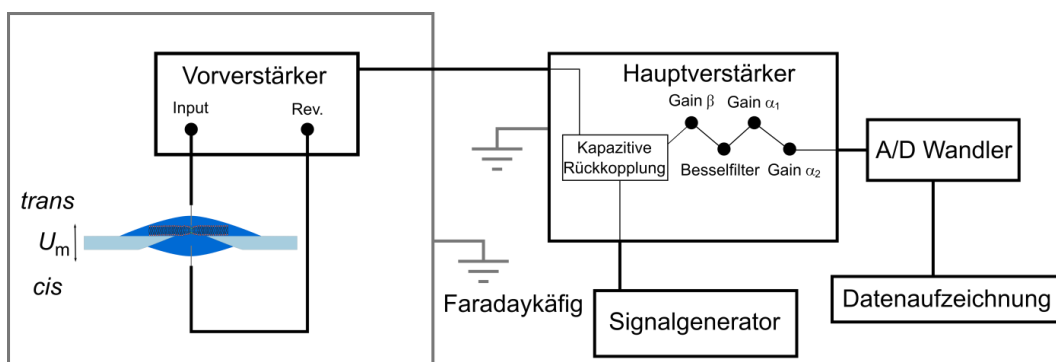 Vorverstärker
Input
Rev.
trans
Um
cis
Faradaykäfig
Hauptverstärker
Gain β
Gain α1
Kapazitive
Rückkopplung
Besselfilter
Gain α2
A/D Wandler
Signalgenerator
Datenaufzeichnung